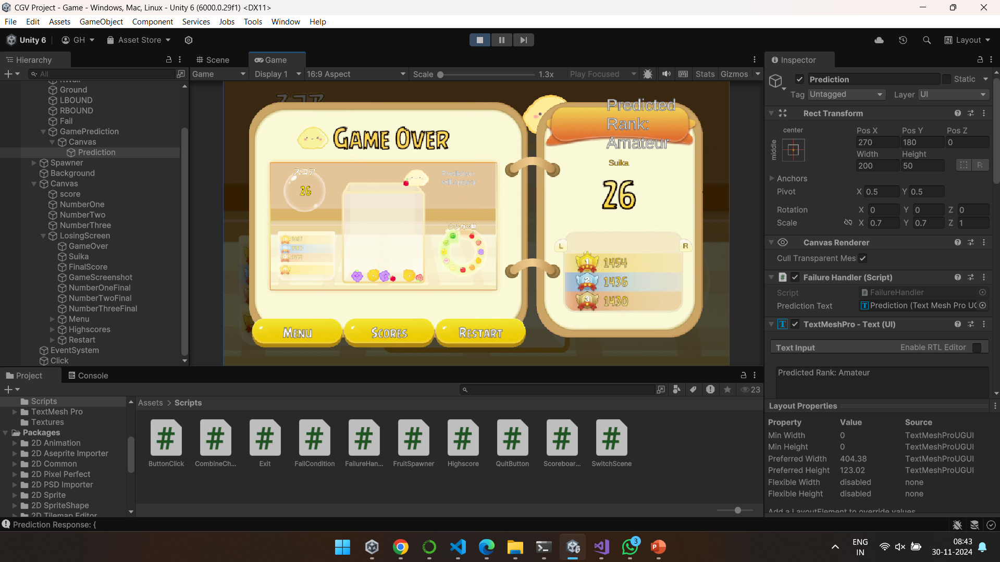 CGV Project - Game - Windows, Mac, Linux - Unity 6 (6000.0.29f1) <DX11>
File Edit Assets GameObject Component Services Jobs Tools Window Help
Unity 6 GH Asset Store Layout
Hierarchy
All
Ground
LBOUND
RBOUND
Fail
GamePrediction
Canvas
Prediction
Spawner
Background
Canvas
score
NumberOne
NumberTwo
NumberThree
LosingScreen
GameOver
Suika
FinalScore
GameScreenshot
NumberOneFinal
NumberTwoFinal
NumberThreeFinal
Menu
Highscores
Restart
EventSystem
Click
Scene Game
Game Display 1 16:9 Aspect Scale 1.3x Play Focused Stats Gizmos
スコア
GAME OVER
スコア
26
Prediction
will appear
MENU SCORES RESTART
Predicted
Rank:
Amateur
Suika
26
L R
1 1454
2 1436
3 1430
Inspector
Prediction Static
Tag Untagged Layer UI
Rect Transform
center
middle
Pos X Pos Y Pos Z
270 180 0
Width Height
200 50
R
Anchors
Pivot X 0.5 Y 0.5
Rotation X 0 Y 0 Z 0
Scale X 0.7 Y 0.7 Z 1
Canvas Renderer
Cull Transparent Mes
Failure Handler (Script)
Script FailureHandler
Prediction Text Prediction (Text Mesh Pro UG
TextMeshPro - Text (UI)
Text Input Enable RTL Editor
Predicted Rank: Amateur
Layout Properties
Property Value Source
Min Width 0 TextMeshProUGUI
Min Height 0 TextMeshProUGUI
Preferred Width 404.38 TextMeshProUGUI
Preferred Height 123.02 TextMeshProUGUI
Flexible Width disabled none
Flexible Height disabled none
Add a LayoutElement to override values
Project Console
23
Scripts
TextMesh Pro
Textures
Packages
2D Animation
2D Aseprite Importer
2D Common
2D Pixel Perfect
2D PSD Importer
2D Sprite
2D SpriteShape
2D Tilemap Editor
Assets > Scripts
ButtonClick CombineCh... Exit FailCondition FailureHan... FruitSpawner Highscore QuitButton Scoreboar... SwitchScene
Prediction Response: {
3
ENG
IN
08:43
30-11-2024